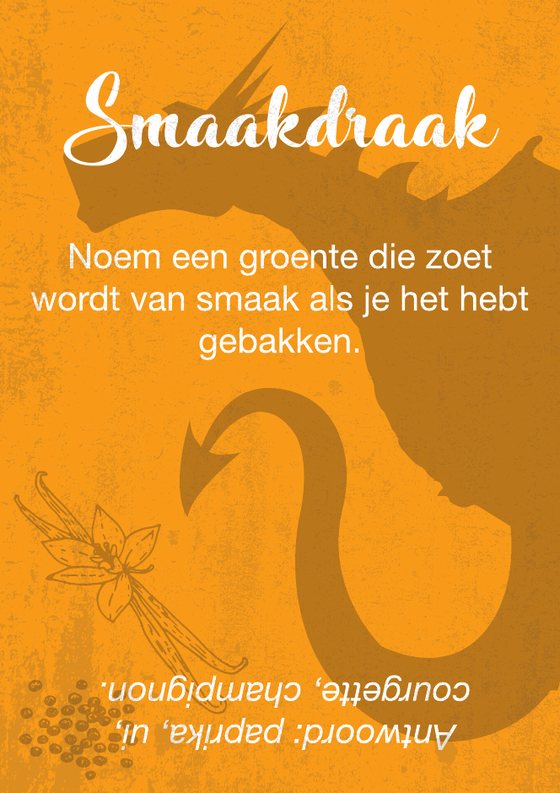 Smaakdraak
Noem een groente die zoet
wordt van smaak als je het hebt
gebakken.
Antwoord: paprika, ui,
courgette, champignon.